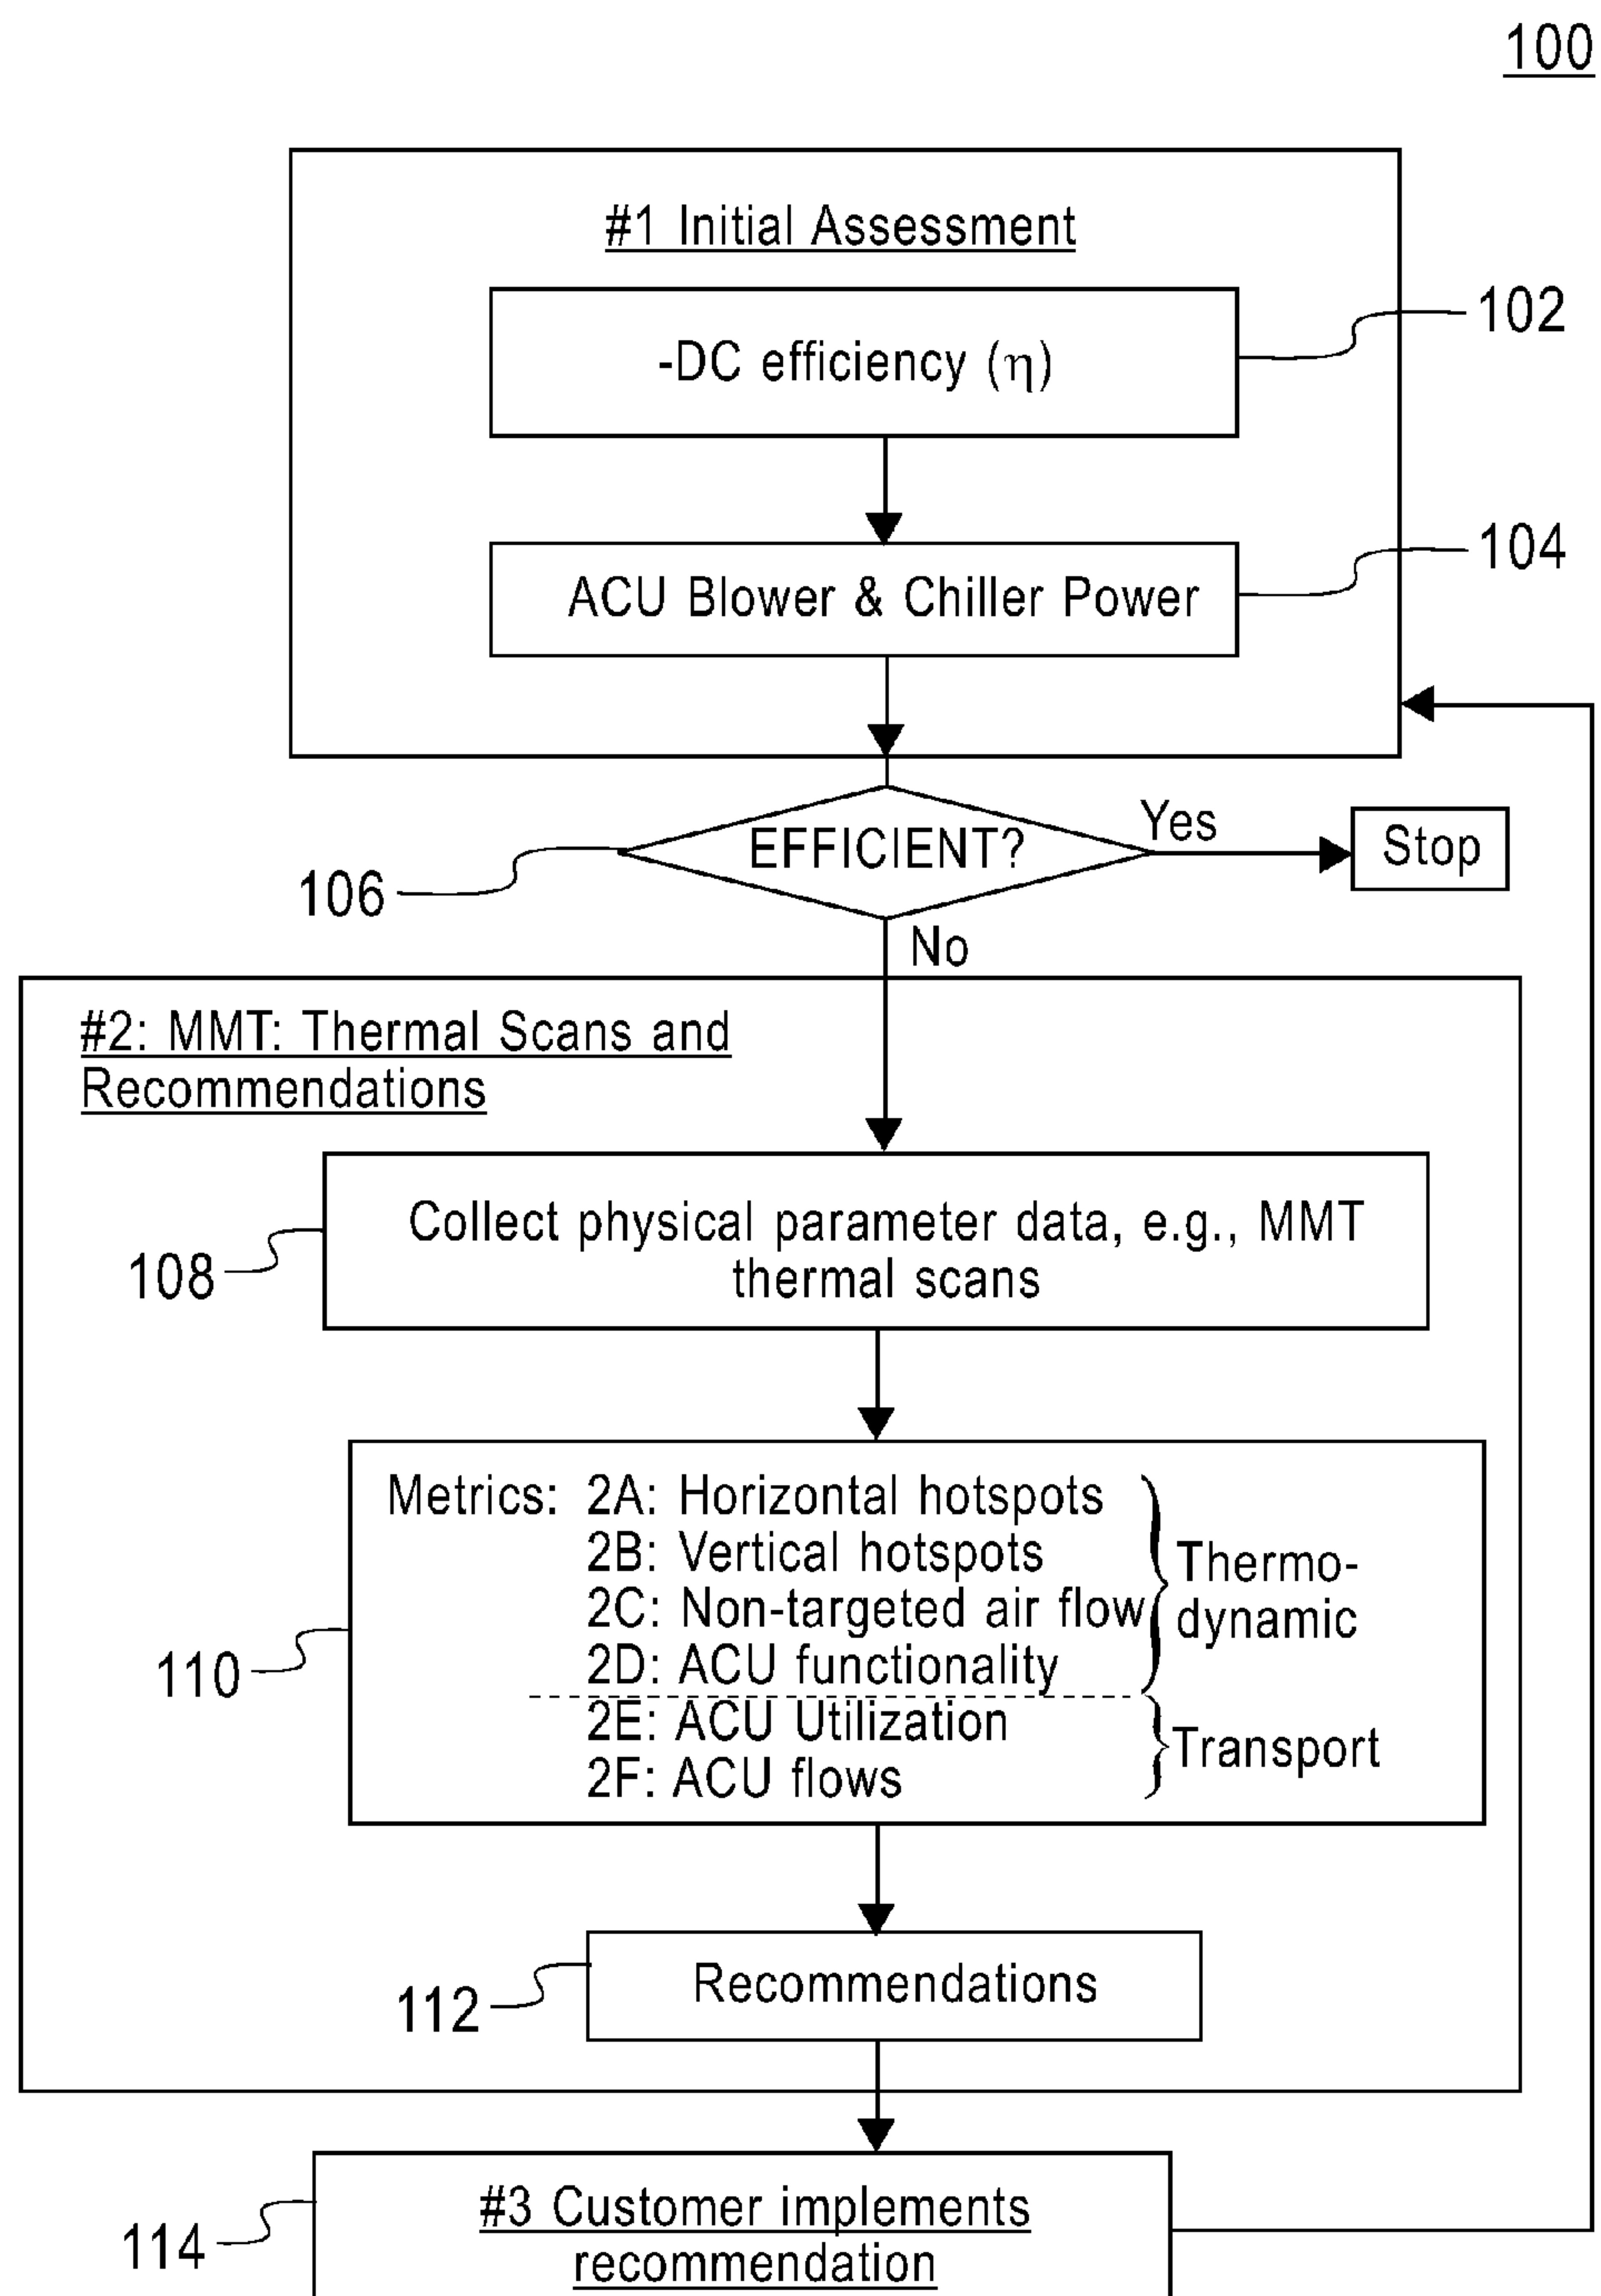 100
#1 Initial Assessment
-DC efficiency (η)
102
ACU Blower & Chiller Power
104
EFFICIENT?
Yes
Stop
106
No
#2: MMT: Thermal Scans and
Recommendations
Collect physical parameter data, e.g., MMT
thermal scans
108
Metrics: 2A: Horizontal hotspots
2B: Vertical hotspots
2C: Non-targeted air flow
2D: ACU functionality
Thermo-
dynamic
110
2E: ACU Utilization
2F: ACU flows
Transport
Recommendations
112
#3 Customer implements
recommendation
114